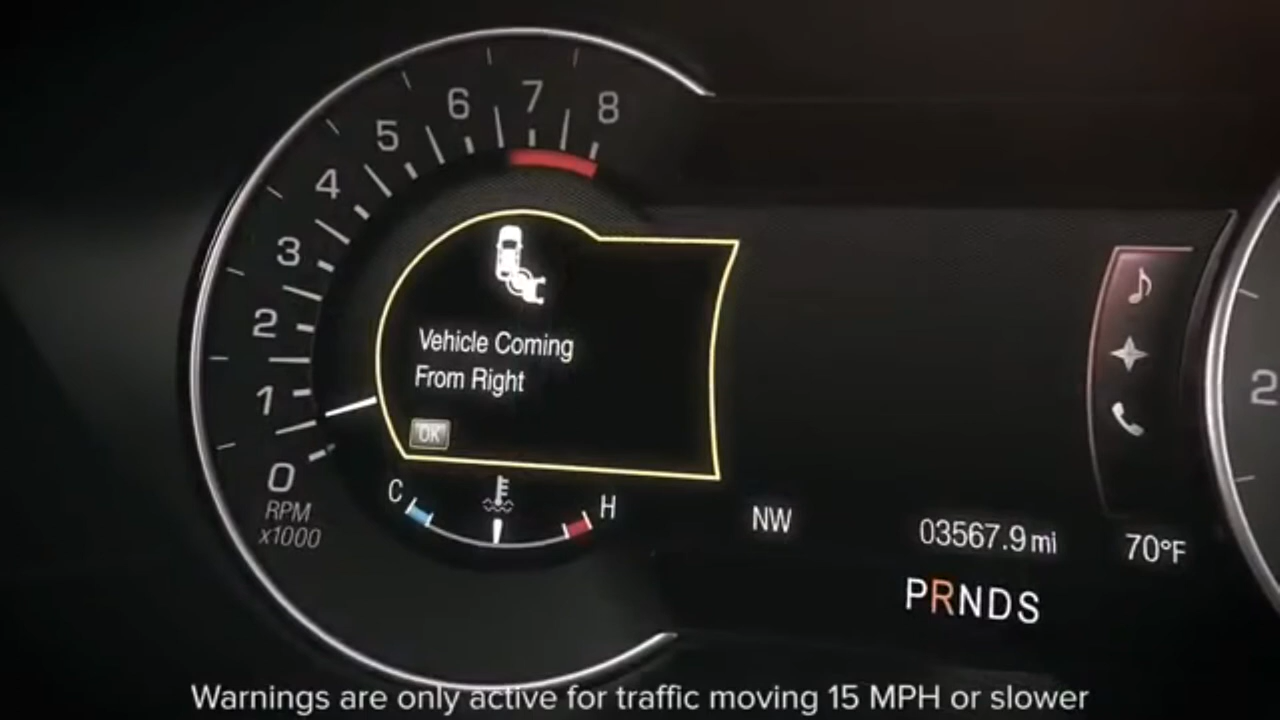 8
7
6
5
4
3
2
1
0
RPM
x1000
Vehicle Coming
From Right
OK
C
H
NW
03567.9 mi
70°F
PRNDS
2
Warnings are only active for traffic moving 15 MPH or slower